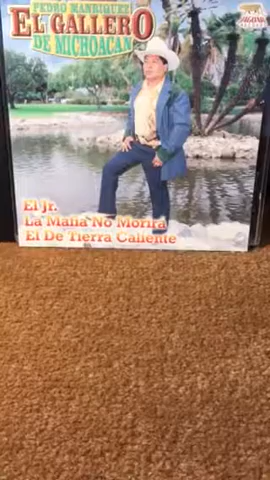 PEDRO MANRIQUEZ
EL GALLERO
DE MICHOACAN
El Jr.
La Mafia No Morira
El De Tierra Caliente